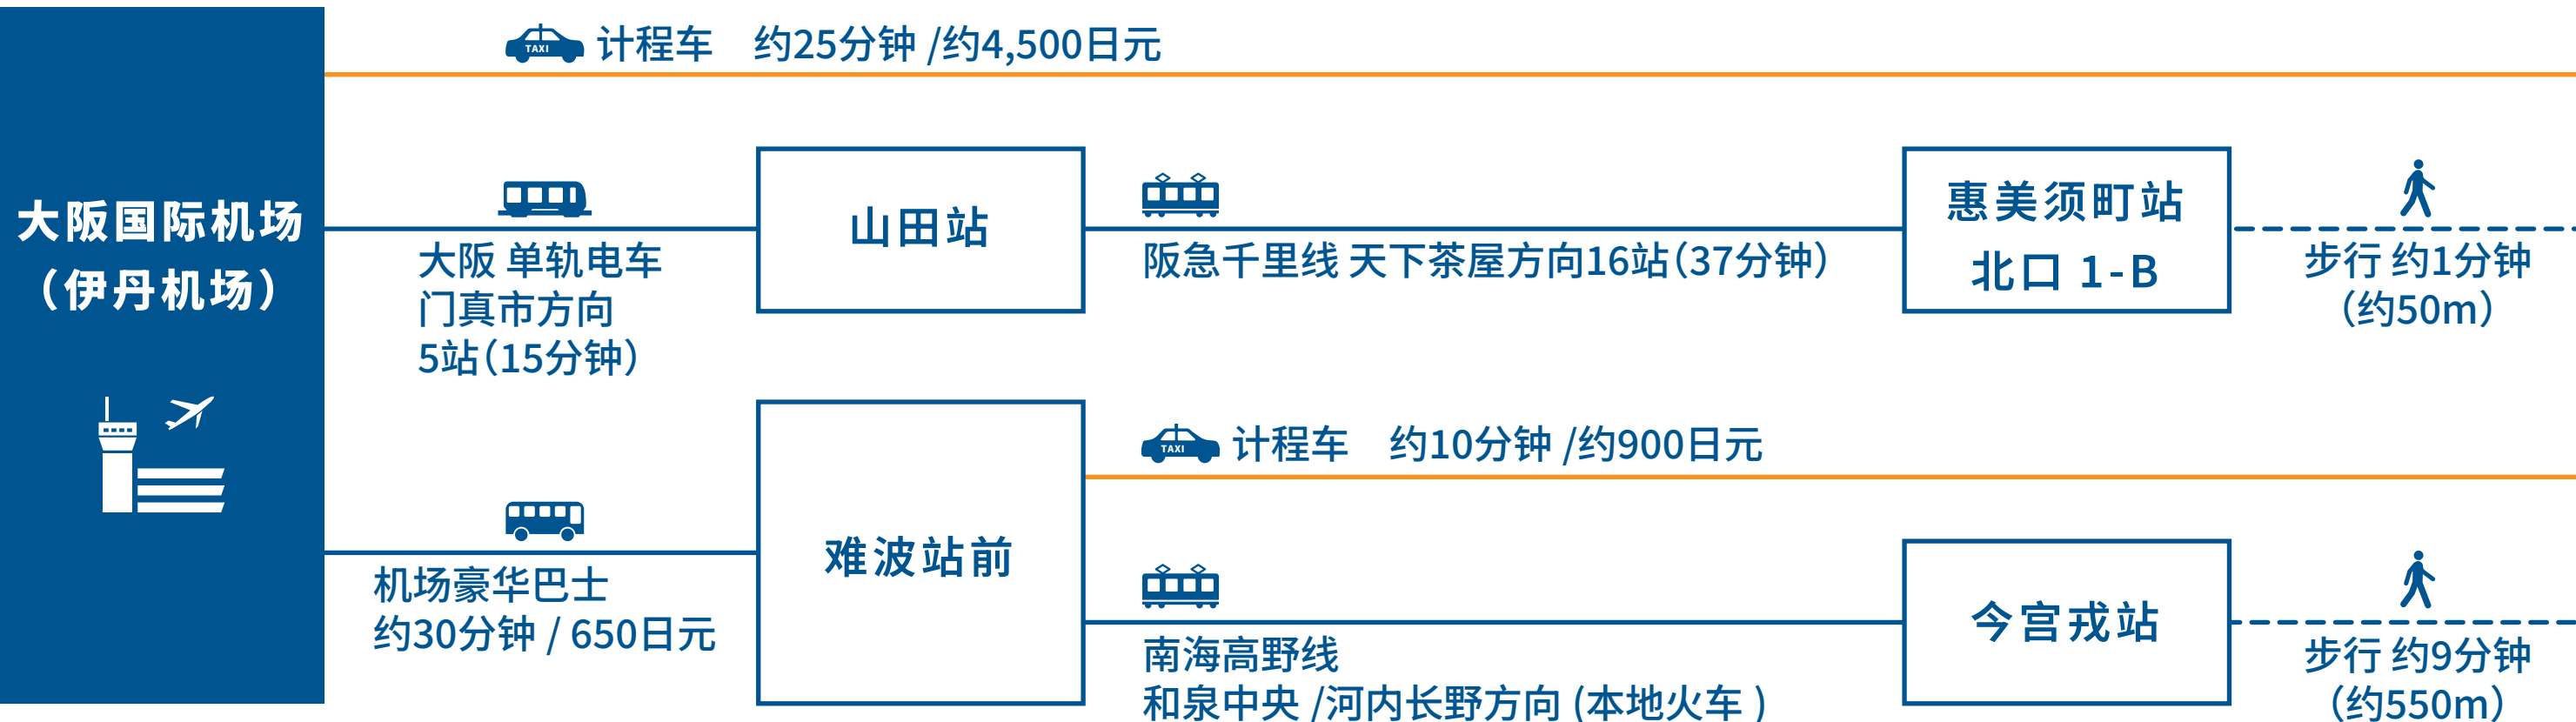 TAXI 计程车 约25分钟 /约4,500日元
大阪国际机场
（伊丹机场）
大阪 单轨电车
门真市方向
5站（15分钟）
山田站
阪急千里线 天下茶屋方向16站（37分钟）
惠美须町站
北口 1-B
步行 约1分钟
（约50m）
机场豪华巴士
约30分钟 / 650日元
难波站前
TAXI 计程车 约10分钟 /约900日元
南海高野线
和泉中央 /河内长野方向 (本地火车 )
今宫戎站
步行 约9分钟
（约550m）